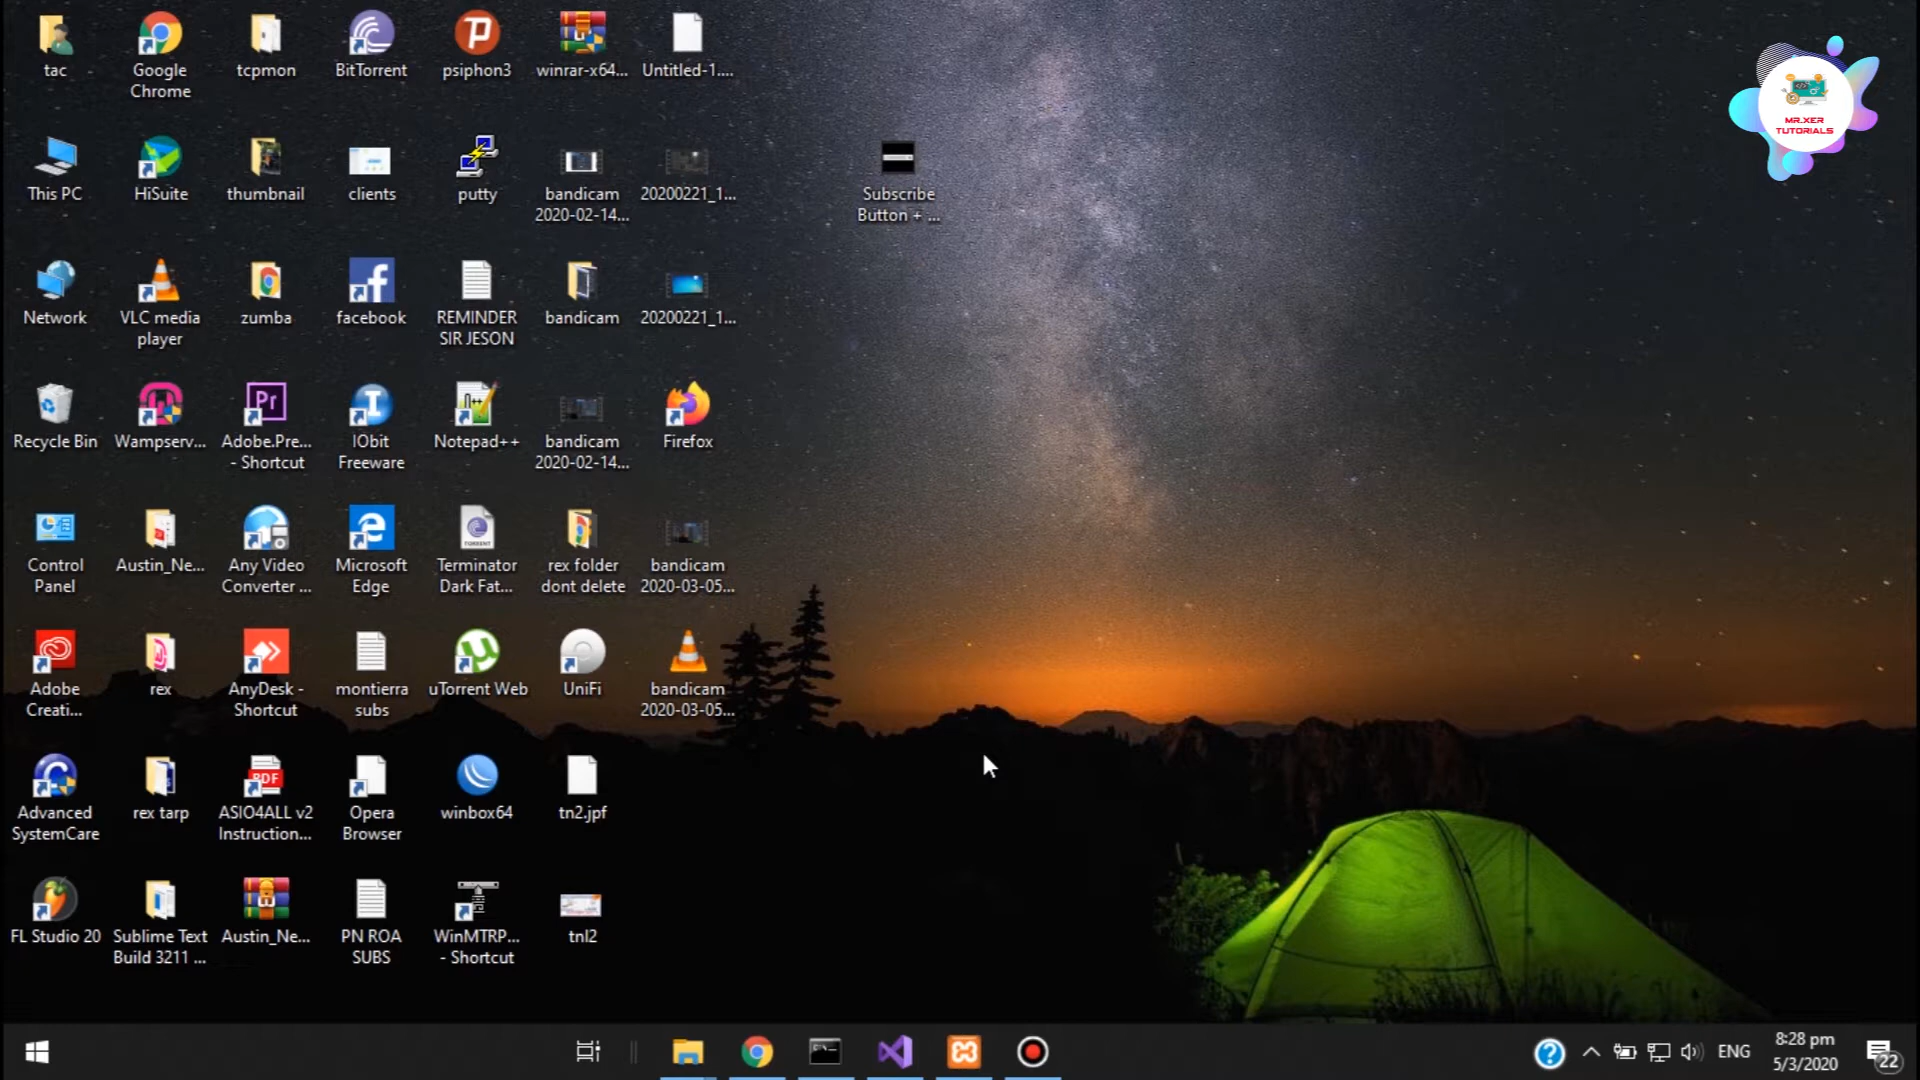 tac
Google
Chrome
tcpmon
BitTorrent
psiphon3
winrar-x64...
Untitled-1....
MR.XER
TUTORIALS
This PC
HiSuite
thumbnail
clients
putty
bandicam
2020-02-14...
20200221_1...
Subscribe
Button + ...
Network
VLC media
player
zumba
facebook
REMINDER
SIR JESON
bandicam
20200221_1...
Recycle Bin
Wampserv...
Adobe.Pre...
- Shortcut
IObit
Freeware
Notepad++
bandicam
2020-02-14...
Firefox
Control
Panel
Austin_Ne...
Any Video
Converter ...
Microsoft
Edge
Terminator
Dark Fat...
rex folder
dont delete
bandicam
2020-03-05...
Adobe
Creati...
rex
AnyDesk -
Shortcut
montierra
subs
uTorrent Web
UniFi
bandicam
2020-03-05...
Advanced
SystemCare
rex tarp
ASIO4ALL v2
Instruction...
Opera
Browser
winbox64
tn2.jpf
FL Studio 20
Sublime Text
Build 3211 ...
Austin_Ne...
PN ROA
SUBS
WinMTRP...
- Shortcut
tnl2
ENG
8:28 pm
5/3/2020
22